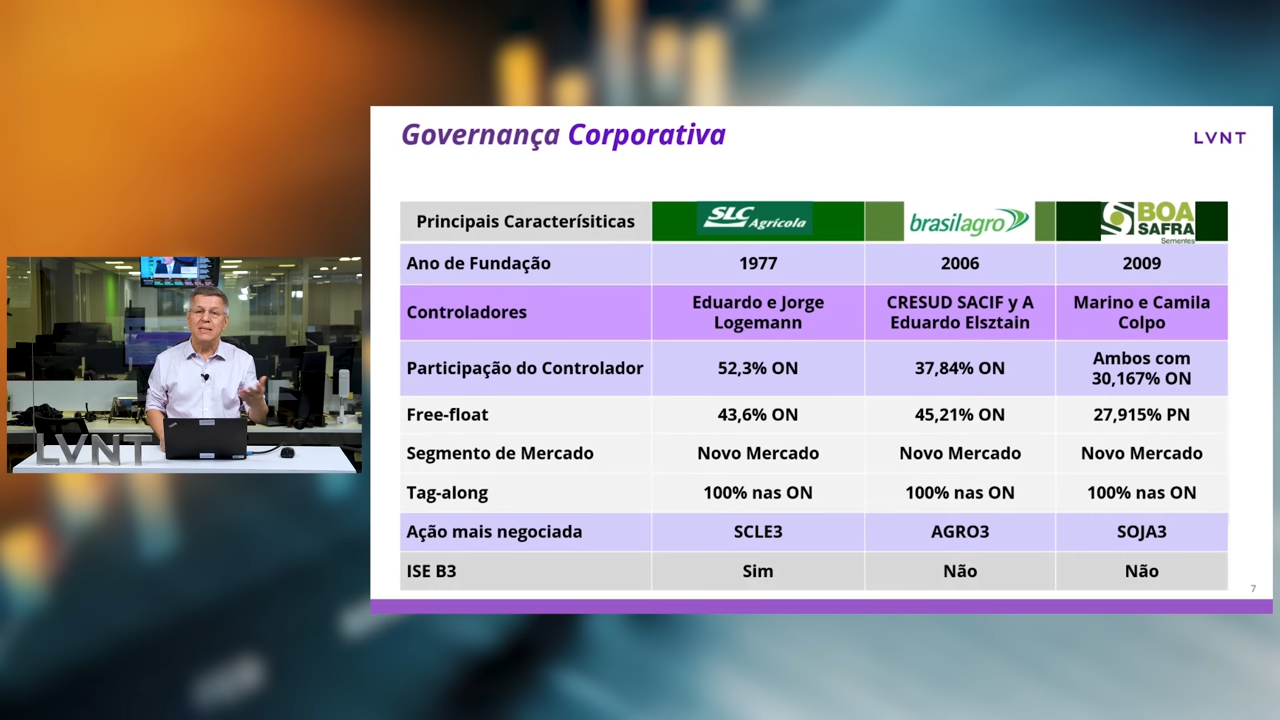 Governança Corporativa
LVNT
Principais Caracterísiticas
SLC Agrícola
brasilagro
BOA SAFRA Sementes
Ano de Fundação
1977
2006
2009
Controladores
Eduardo e Jorge
Logemann
CRESUD SACIF y A
Eduardo Elsztain
Marino e Camila
Colpo
Participação do Controlador
52,3% ON
37,84% ON
Ambos com
30,167% ON
Free-float
43,6% ON
45,21% ON
27,915% PN
Segmento de Mercado
Novo Mercado
Novo Mercado
Novo Mercado
Tag-along
100% nas ON
100% nas ON
100% nas ON
Ação mais negociada
SCLE3
AGRO3
SOJA3
ISE B3
Sim
Não
Não
7
LVNT